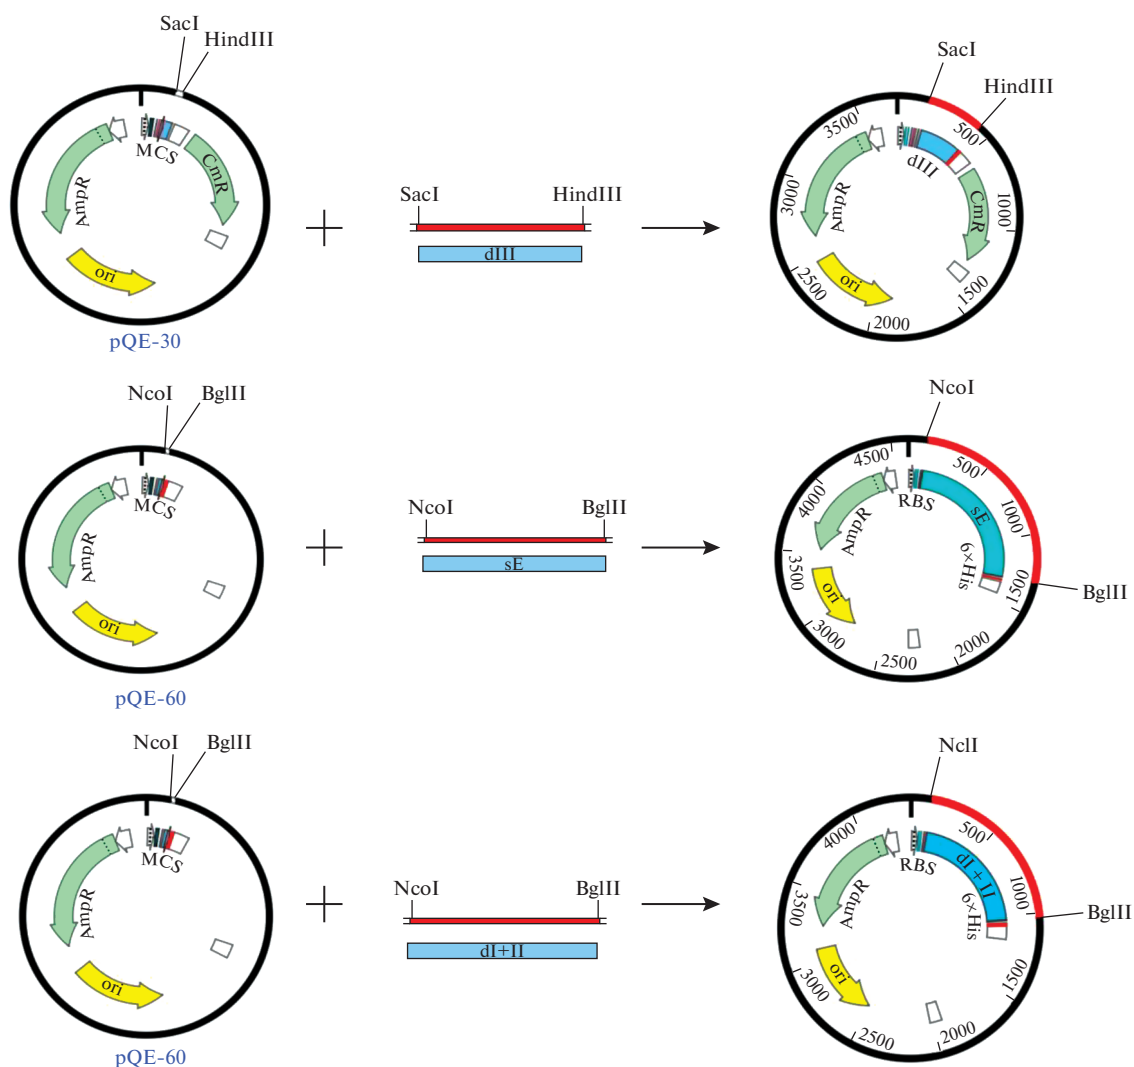 SacI
HindIII
MCS
CmR
AmpR
ori
pQE-30
SacI
HindIII
dIII
SacI
HindIII
3500
500
dIII
AmpR
CmR
3000
1000
ori
2500
1500
2000
NcoI
BglII
MCS
AmpR
ori
pQE-60
NcoI
BglII
sE
NcoI
4500
500
4000
RBS
sE
1000
AmpR
6×His
3500
1500
BglII
ori
3000
2000
2500
NcoI
BglII
MCS
AmpR
ori
pQE-60
NcoI
BglII
dI+II
NclI
4000
500
RBS
dI + II
AmpR
6×His
1000
BglII
3500
ori
3000
1500
2500
2000